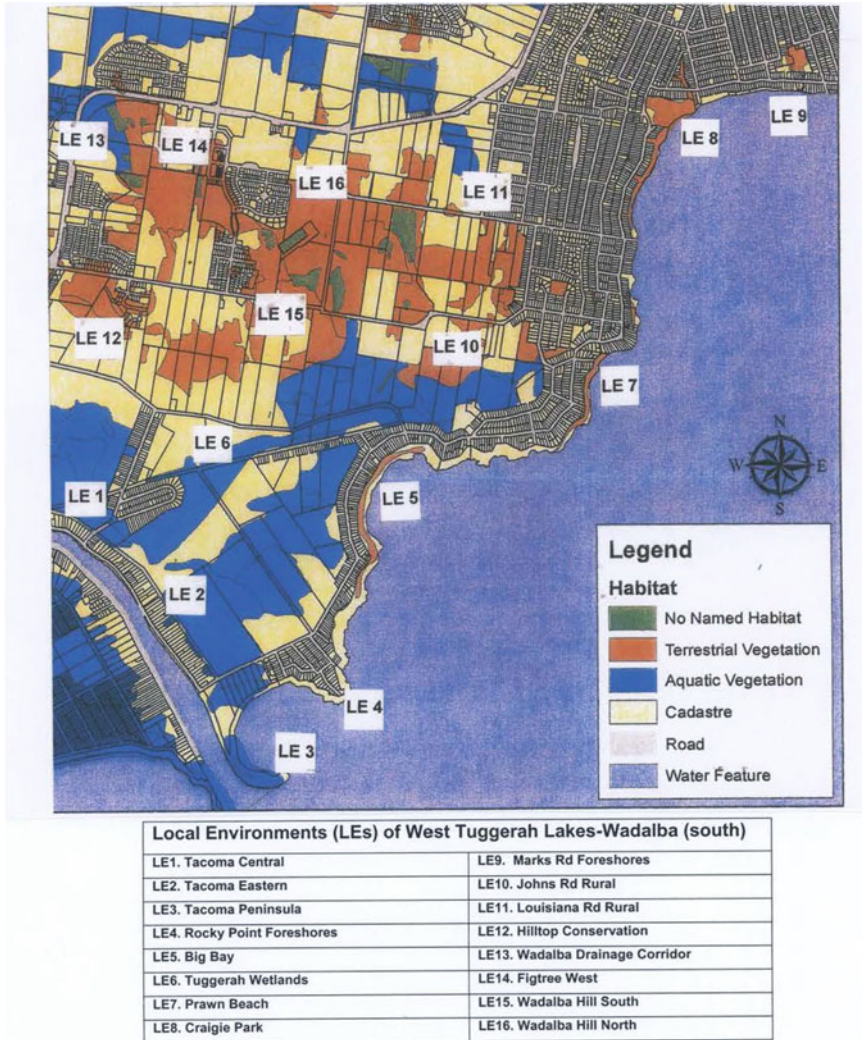 LE 13
LE 14
LE 16
LE 11
LE 8
LE 9
LE 12
LE 15
LE 10
LE 7
LE 6
LE 1
LE 5
LE 2
LE 4
LE 3
N
W E
S
Legend
Habitat
No Named Habitat
Terrestrial Vegetation
Aquatic Vegetation
Cadastre
Road
Water Feature
Local Environments (LEs) of West Tuggerah Lakes-Wadalba (south)
LE1. Tacoma Central LE9. Marks Rd Foreshores
LE2. Tacoma Eastern LE10. Johns Rd Rural
LE3. Tacoma Peninsula LE11. Louisiana Rd Rural
LE4. Rocky Point Foreshores LE12. Hilltop Conservation
LE5. Big Bay LE13. Wadalba Drainage Corridor
LE6. Tuggerah Wetlands LE14. Figtree West
LE7. Prawn Beach LE15. Wadalba Hill South
LE8. Craigie Park LE16. Wadalba Hill North